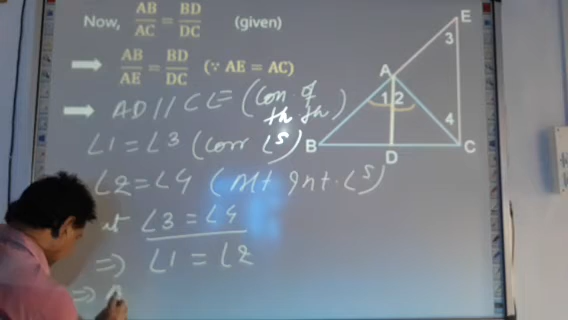 Now, AB/AC = BD/DC (given)
⟹ AB/AE = BD/DC (∵ AE = AC)
⟹ AD // CE (Con. of th. th.)
∠1 = ∠3 (Corr ∠s)
∠2 = ∠4 (Alt Int. ∠s)
∠3 = ∠4
⇒ ∠1 = ∠2
⇒
E
3
A
1 2
4
B
D
C